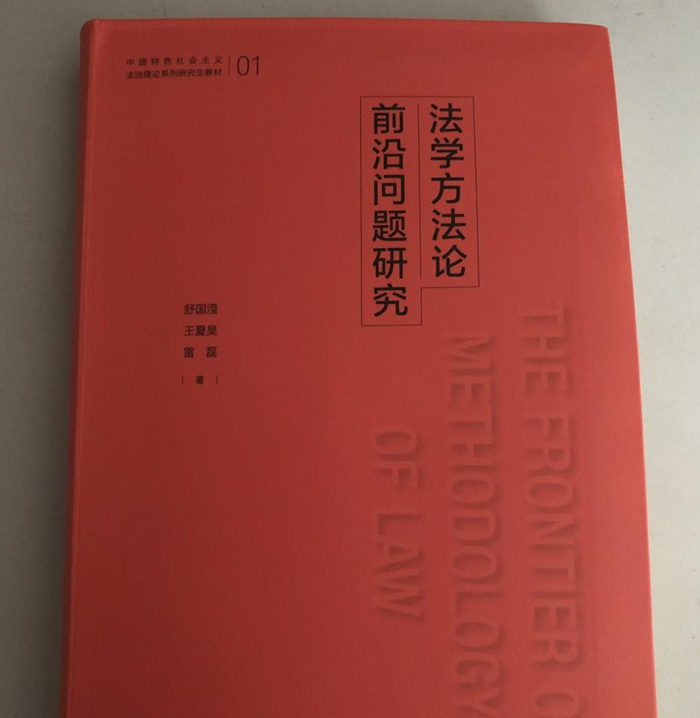 中国特色社会主义
法治理论系列研究生教材
01
法学方法论
前沿问题研究
舒国滢
王夏昊
雷磊
著
THE FRONTIER O
METHODOLOGY
OF LAW